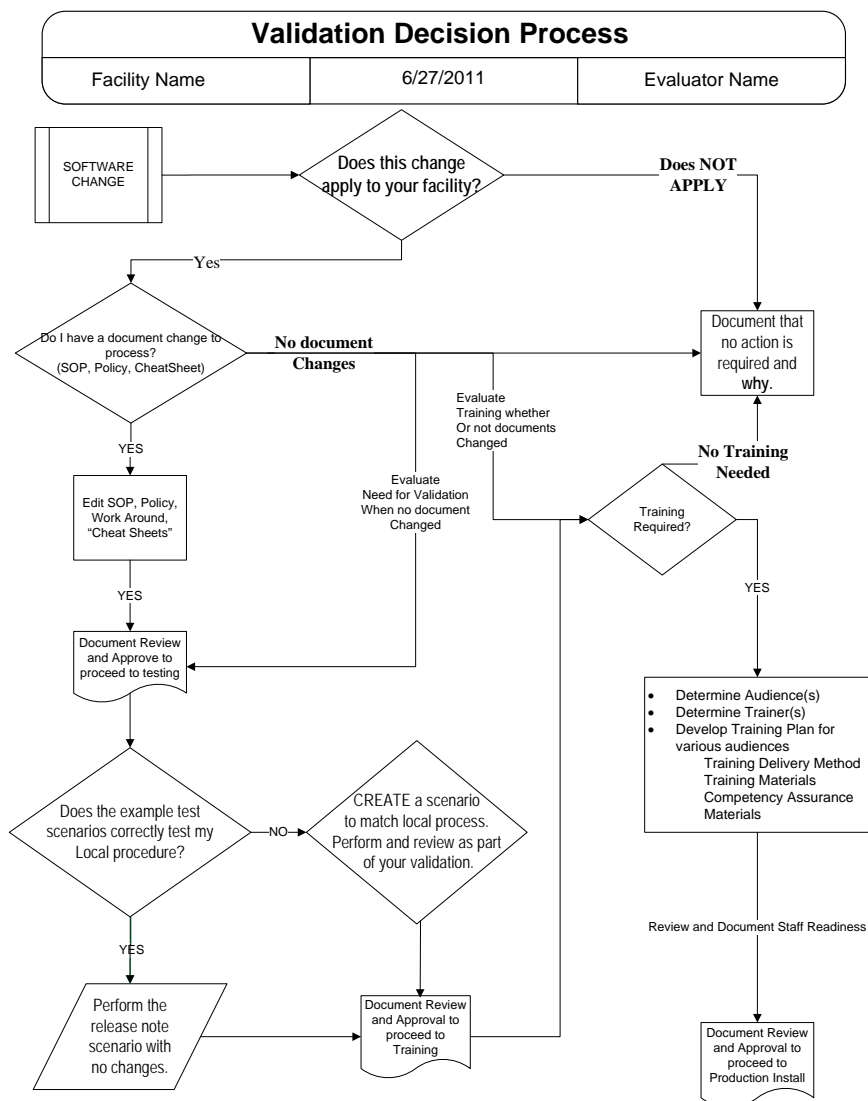 Validation Decision Process
Facility Name
6/27/2011
Evaluator Name
SOFTWARE
CHANGE
Does this change
apply to your facility?
Does NOT
APPLY
Yes
Do I have a document change to
process?
(SOP, Policy, CheatSheet)
No document
Changes
Document that
no action is
required and
why.
Evaluate
Training whether
Or not documents
Changed
No Training
Needed
YES
Evaluate
Need for Validation
When no document
Changed
Edit SOP, Policy,
Work Around,
“Cheat Sheets”
Training
Required?
YES
YES
Document Review
and Approve to
proceed to testing
• Determine Audience(s)
• Determine Trainer(s)
• Develop Training Plan for
various audiences
Training Delivery Method
Training Materials
Competency Assurance
Materials
Does the example test
scenarios correctly test my
Local procedure?
NO
CREATE a scenario
to match local process.
Perform and review as part
of your validation.
Review and Document Staff Readiness
YES
Perform the
release note
scenario with
no changes.
Document Review
and Approval to
proceed to
Training
Document Review
and Approval to
proceed to
Production Install